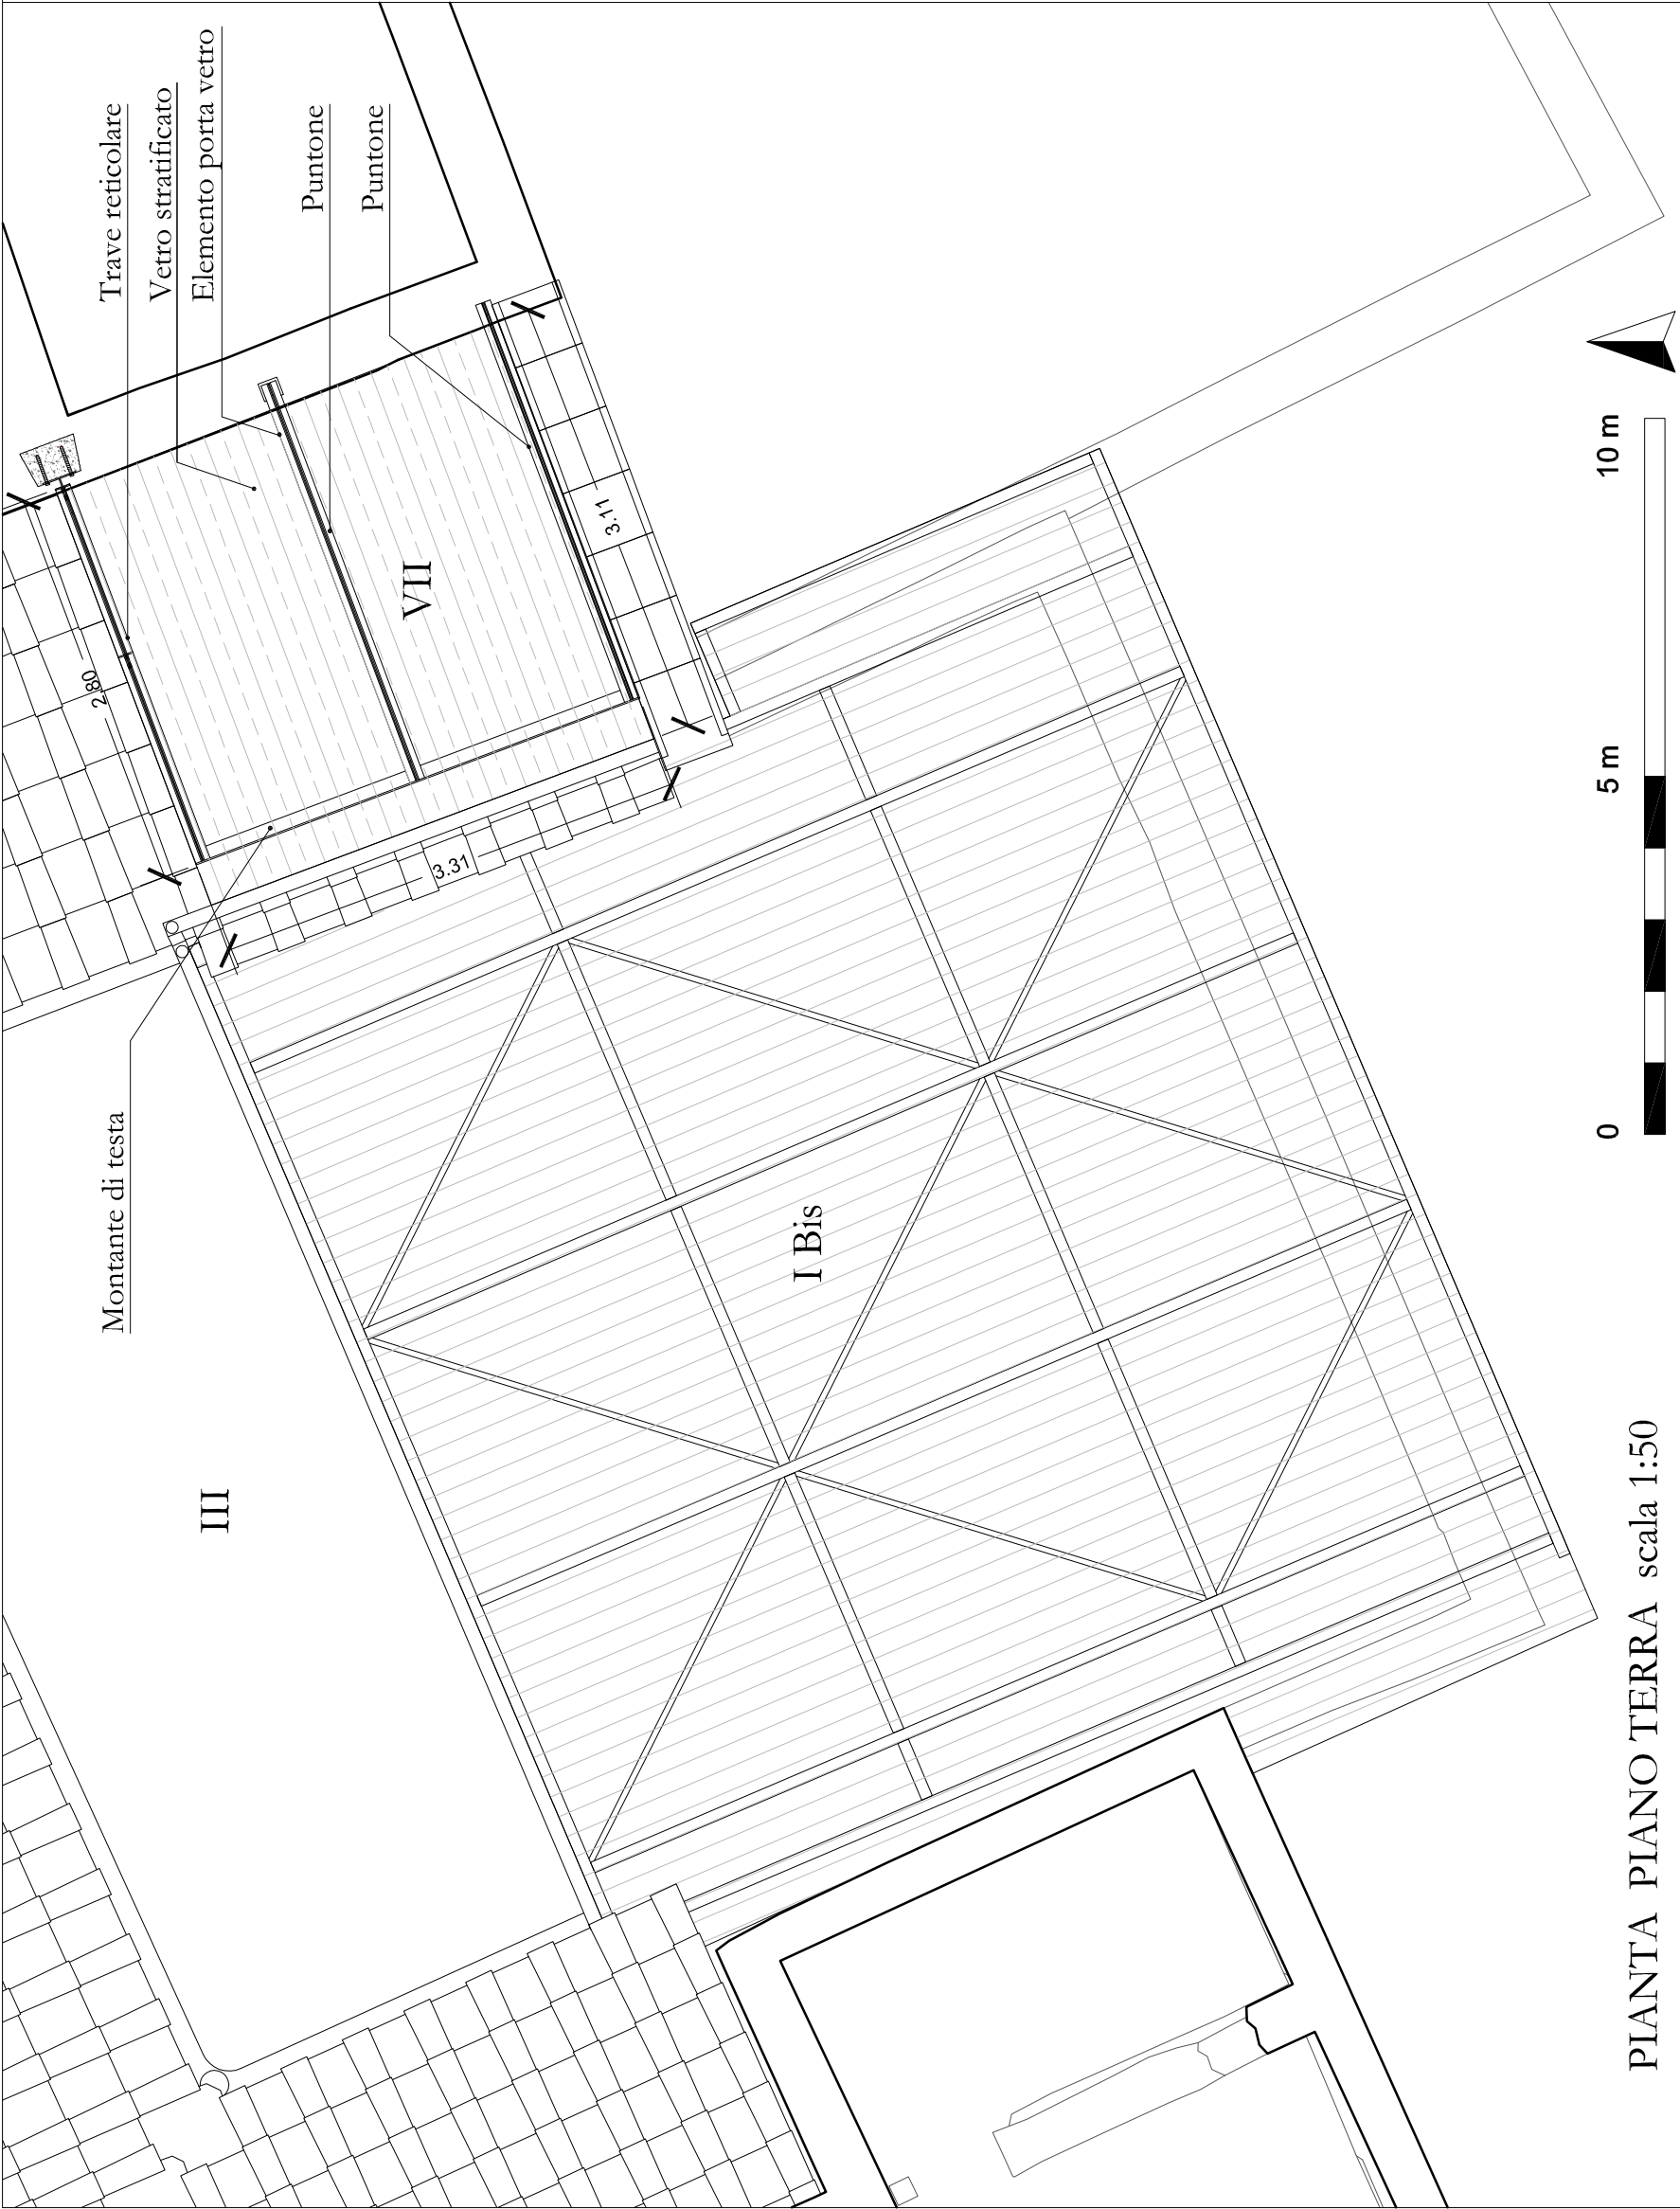 Trave reticolare
Vetro stratificato
Elemento porta vetro
Puntone
Puntone
Montante di testa
2.80
VII
3.11
3.31
III
I Bis
0
5 m
10 m
PIANTA PIANO TERRA scala 1:50